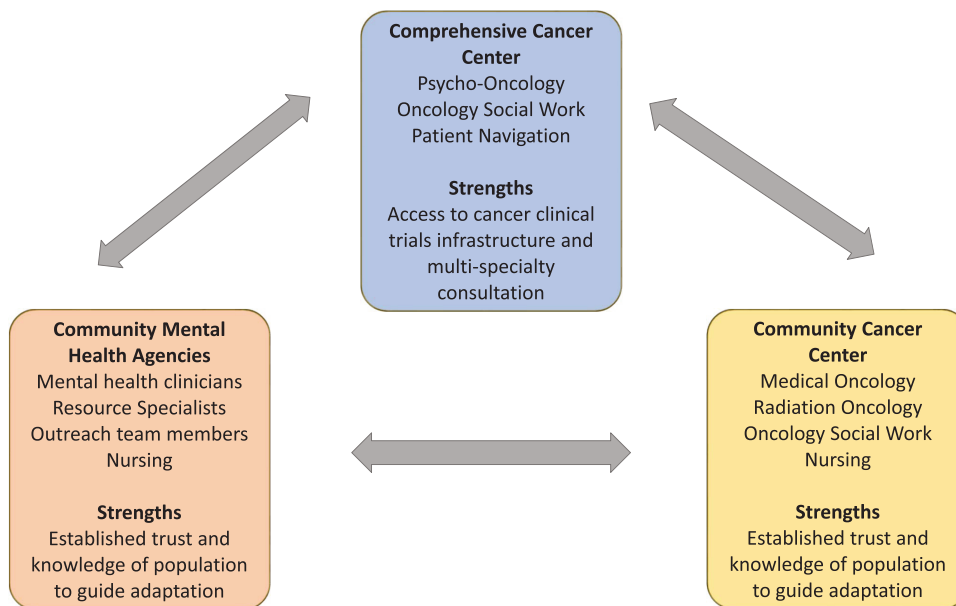 Comprehensive Cancer
Center
Psycho-Oncology
Oncology Social Work
Patient Navigation
Strengths
Access to cancer clinical
trials infrastructure and
multi-specialty
consultation
Community Mental
Health Agencies
Mental health clinicians
Resource Specialists
Outreach team members
Nursing
Strengths
Established trust and
knowledge of population
to guide adaptation
Community Cancer
Center
Medical Oncology
Radiation Oncology
Oncology Social Work
Nursing
Strengths
Established trust and
knowledge of population
to guide adaptation